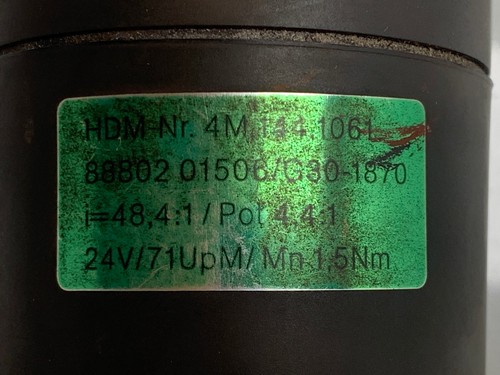 HDM-Nr. 4M.144.1061
88802 01506/G30-1870
i=48,4:1 / Pot 4,4:1
24V/71UpM/ Mn 1,5Nm